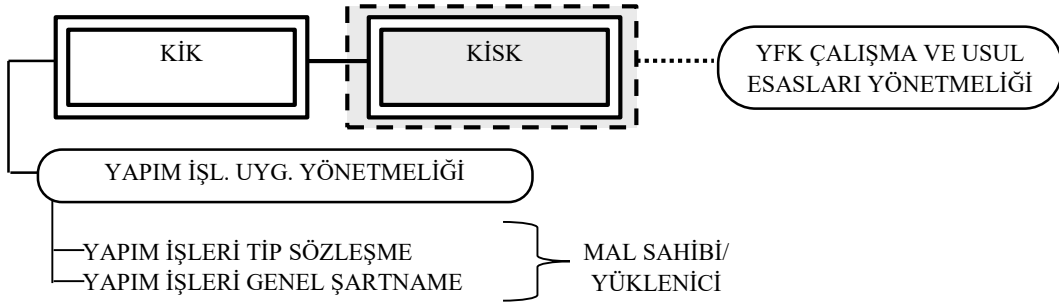 KİK
KİSK
YFK ÇALIŞMA VE USUL
ESASLARI YÖNETMELİĞİ
YAPIM İŞL. UYG. YÖNETMELİĞİ
YAPIM İŞLERİ TİP SÖZLEŞME
YAPIM İŞLERİ GENEL ŞARTNAME
MAL SAHİBİ/
YÜKLENİCİ